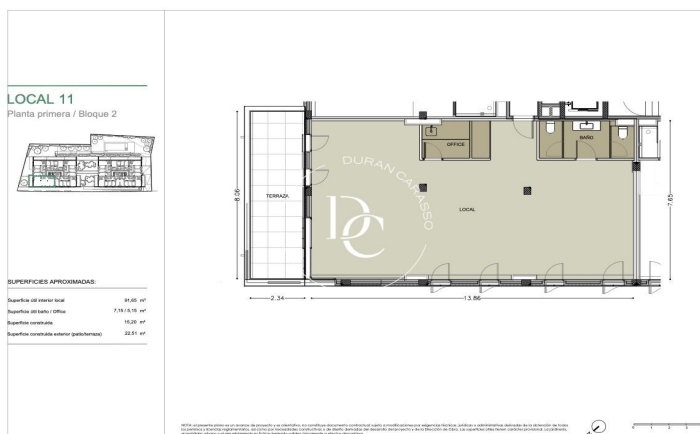 LOCAL 11
Planta primera / Bloque 2
SUPERFICIES APROXIMADAS:
Superficie útil interior local 91,65 m²
Superficie útil baño / Office 7,15 / 5,15 m²
Superficie construida 15,20 m²
Superficie construida exterior (patio/terraza) 22,51 m²
OFFICE
BAÑO
TERRAZA
LOCAL
8.06
7.65
2.34
13.86
DURAN CARASSO
DC